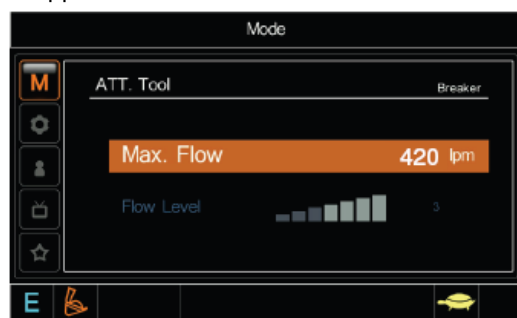 Mode
M
ATT. Tool
Breaker
Max. Flow 420 lpm
Flow Level 3
E